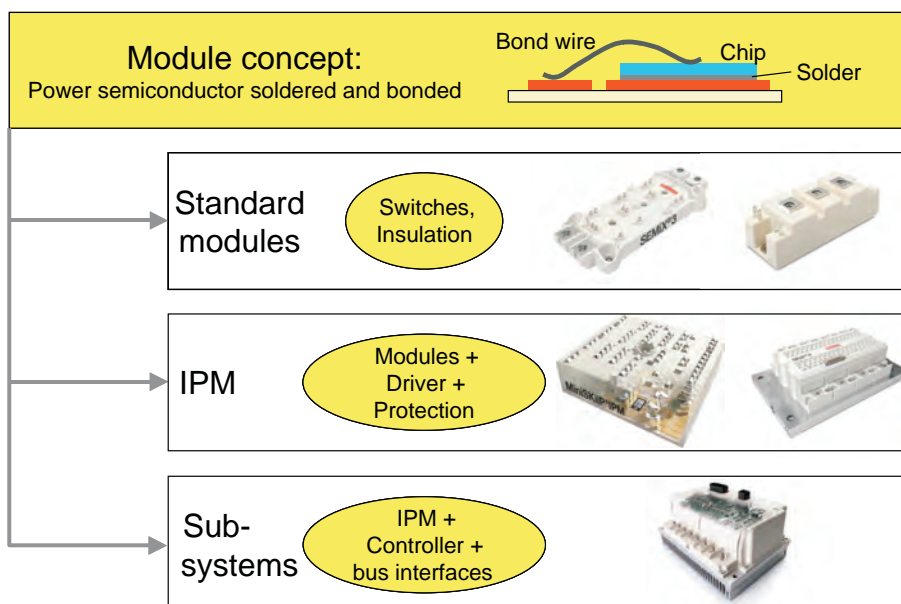 Module concept:
Power semiconductor soldered and bonded
Bond wire
Chip
Solder
Standard
modules
Switches,
Insulation
SEMiX®3
IPM
Modules +
Driver +
Protection
MiniSKiiP®IPM
Sub-
systems
IPM +
Controller +
bus interfaces